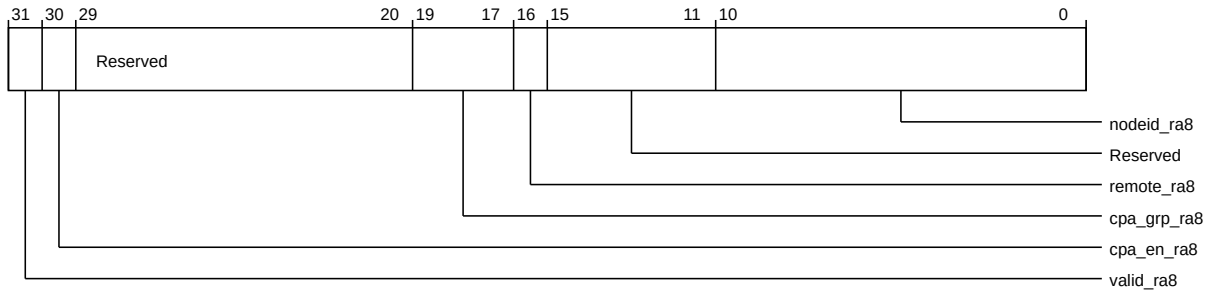 31 30 29 20 19 17 16 15 11 10 0
Reserved
nodeid_ra8
Reserved
remote_ra8
cpa_grp_ra8
cpa_en_ra8
valid_ra8